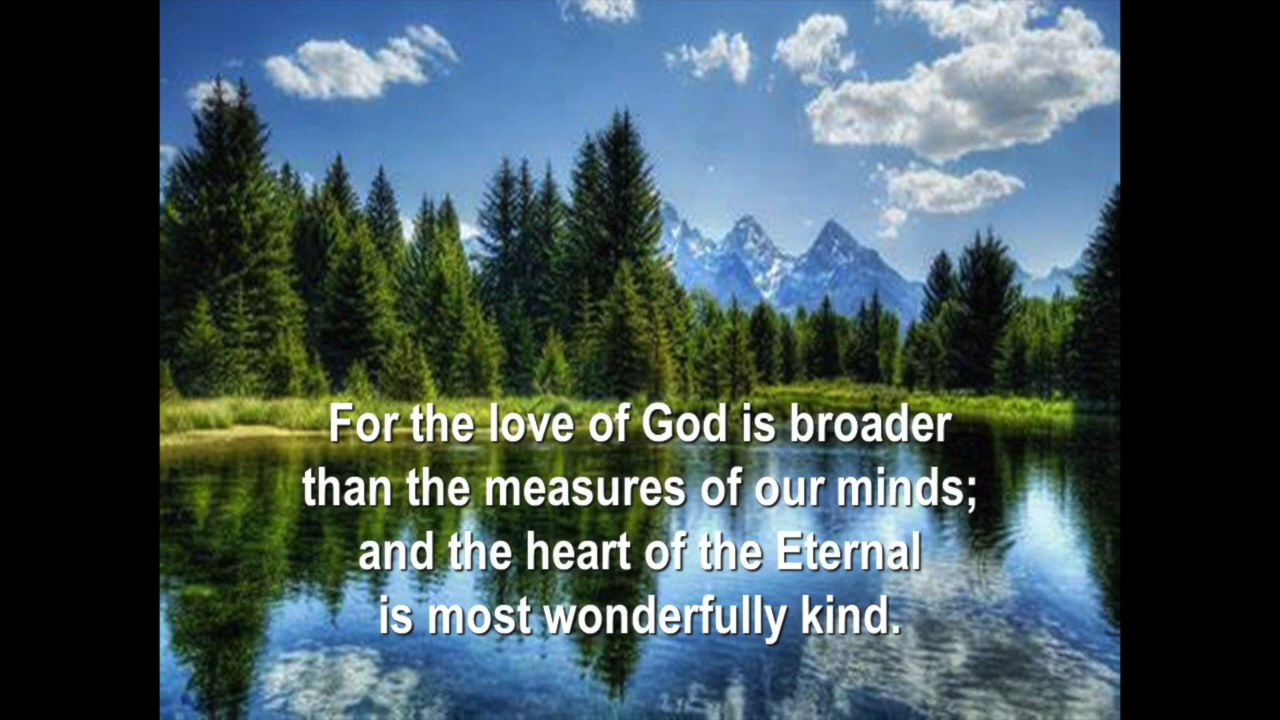 For the love of God is broader
than the measures of our minds;
and the heart of the Eternal
is most wonderfully kind.